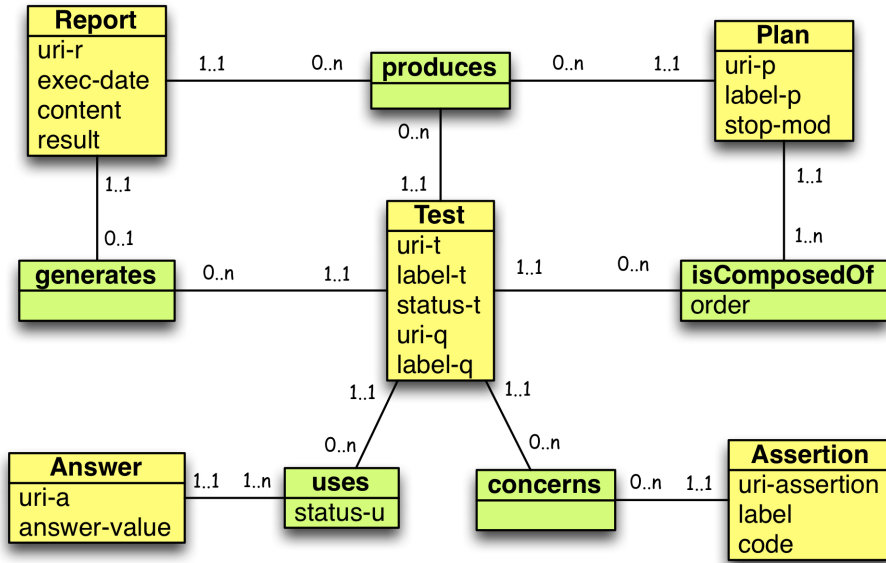 Report
uri-r
exec-date
content
result
1..1
0..n
produces
0..n
1..1
Plan
uri-p
label-p
stop-mod
0..n
1..1
1..1
0..1
1..1
1..n
generates
0..n
1..1
Test
uri-t
label-t
status-t
uri-q
label-q
1..1
0..n
isComposedOf
order
1..1
0..n
1..1
0..n
Answer
uri-a
answer-value
1..1
1..n
uses
status-u
concerns
0..n
1..1
Assertion
uri-assertion
label
code